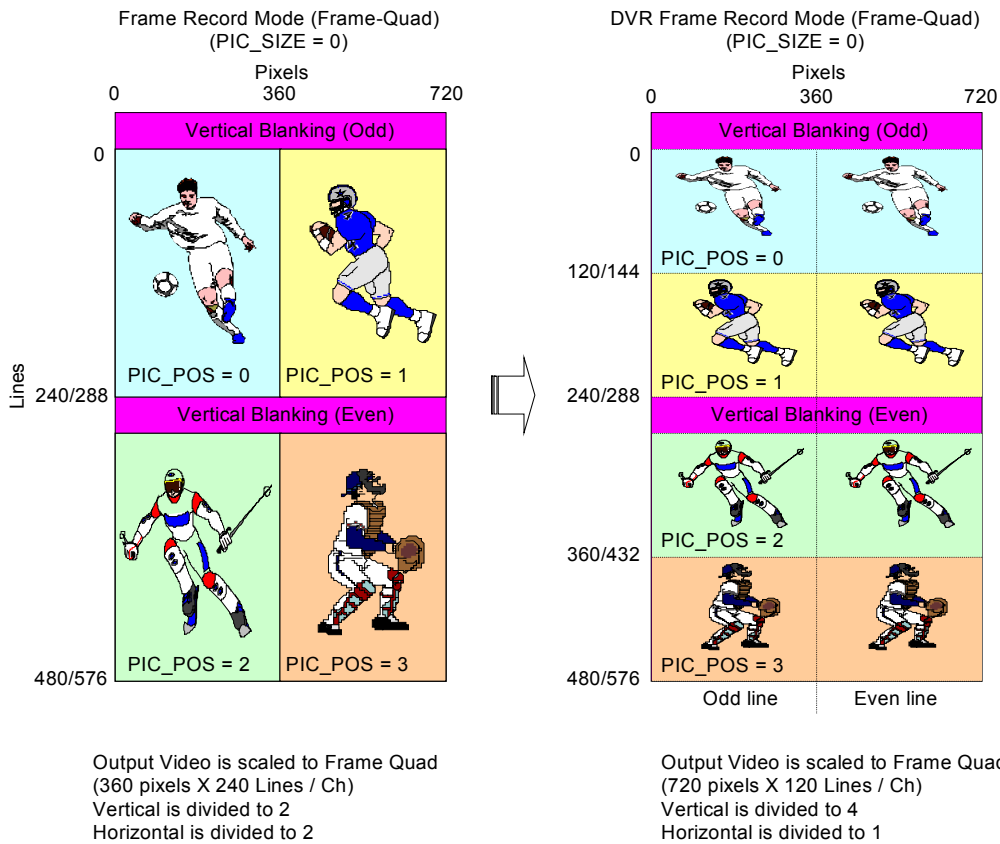 Frame Record Mode (Frame-Quad)
(PIC_SIZE = 0)
Pixels
0 360 720
Vertical Blanking (Odd)
0
PIC_POS = 0
PIC_POS = 1
Lines
240/288
Vertical Blanking (Even)
PIC_POS = 2
PIC_POS = 3
480/576
Output Video is scaled to Frame Quad
(360 pixels X 240 Lines / Ch)
Vertical is divided to 2
Horizontal is divided to 2
DVR Frame Record Mode (Frame-Quad)
(PIC_SIZE = 0)
Pixels
0 360 720
Vertical Blanking (Odd)
0
PIC_POS = 0
120/144
PIC_POS = 1
240/288
Vertical Blanking (Even)
PIC_POS = 2
360/432
PIC_POS = 3
480/576
Odd line Even line
Output Video is scaled to Frame Quad
(720 pixels X 120 Lines / Ch)
Vertical is divided to 4
Horizontal is divided to 1